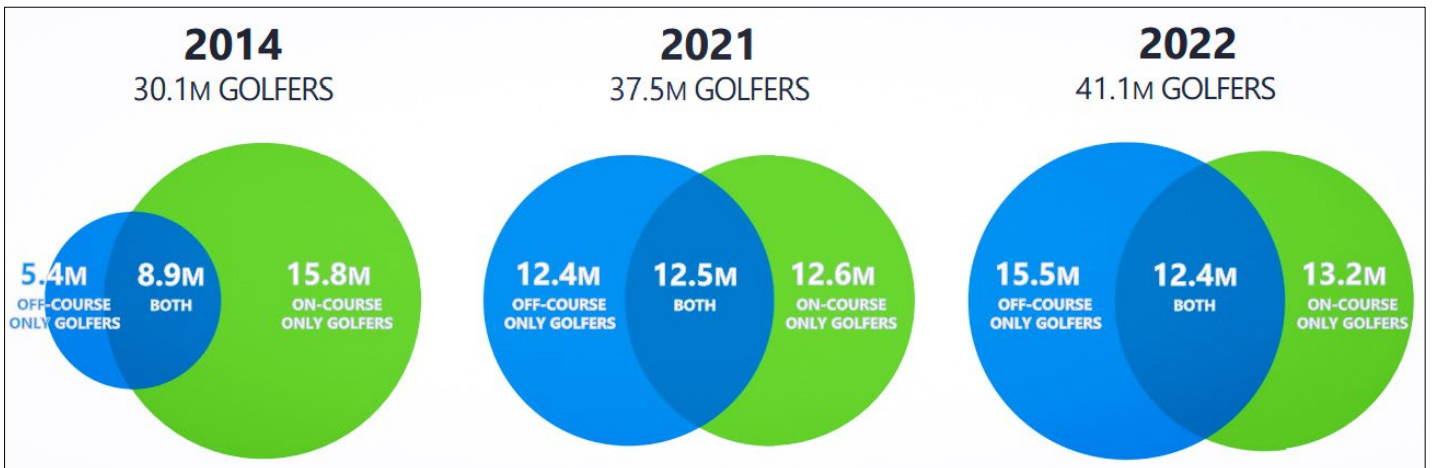 2014
30.1M GOLFERS
5.4M
OFF-COURSE
ONLY GOLFERS
8.9M
BOTH
15.8M
ON-COURSE
ONLY GOLFERS
2021
37.5M GOLFERS
12.4M
OFF-COURSE
ONLY GOLFERS
12.5M
BOTH
12.6M
ON-COURSE
ONLY GOLFERS
2022
41.1M GOLFERS
15.5M
OFF-COURSE
ONLY GOLFERS
12.4M
BOTH
13.2M
ON-COURSE
ONLY GOLFERS